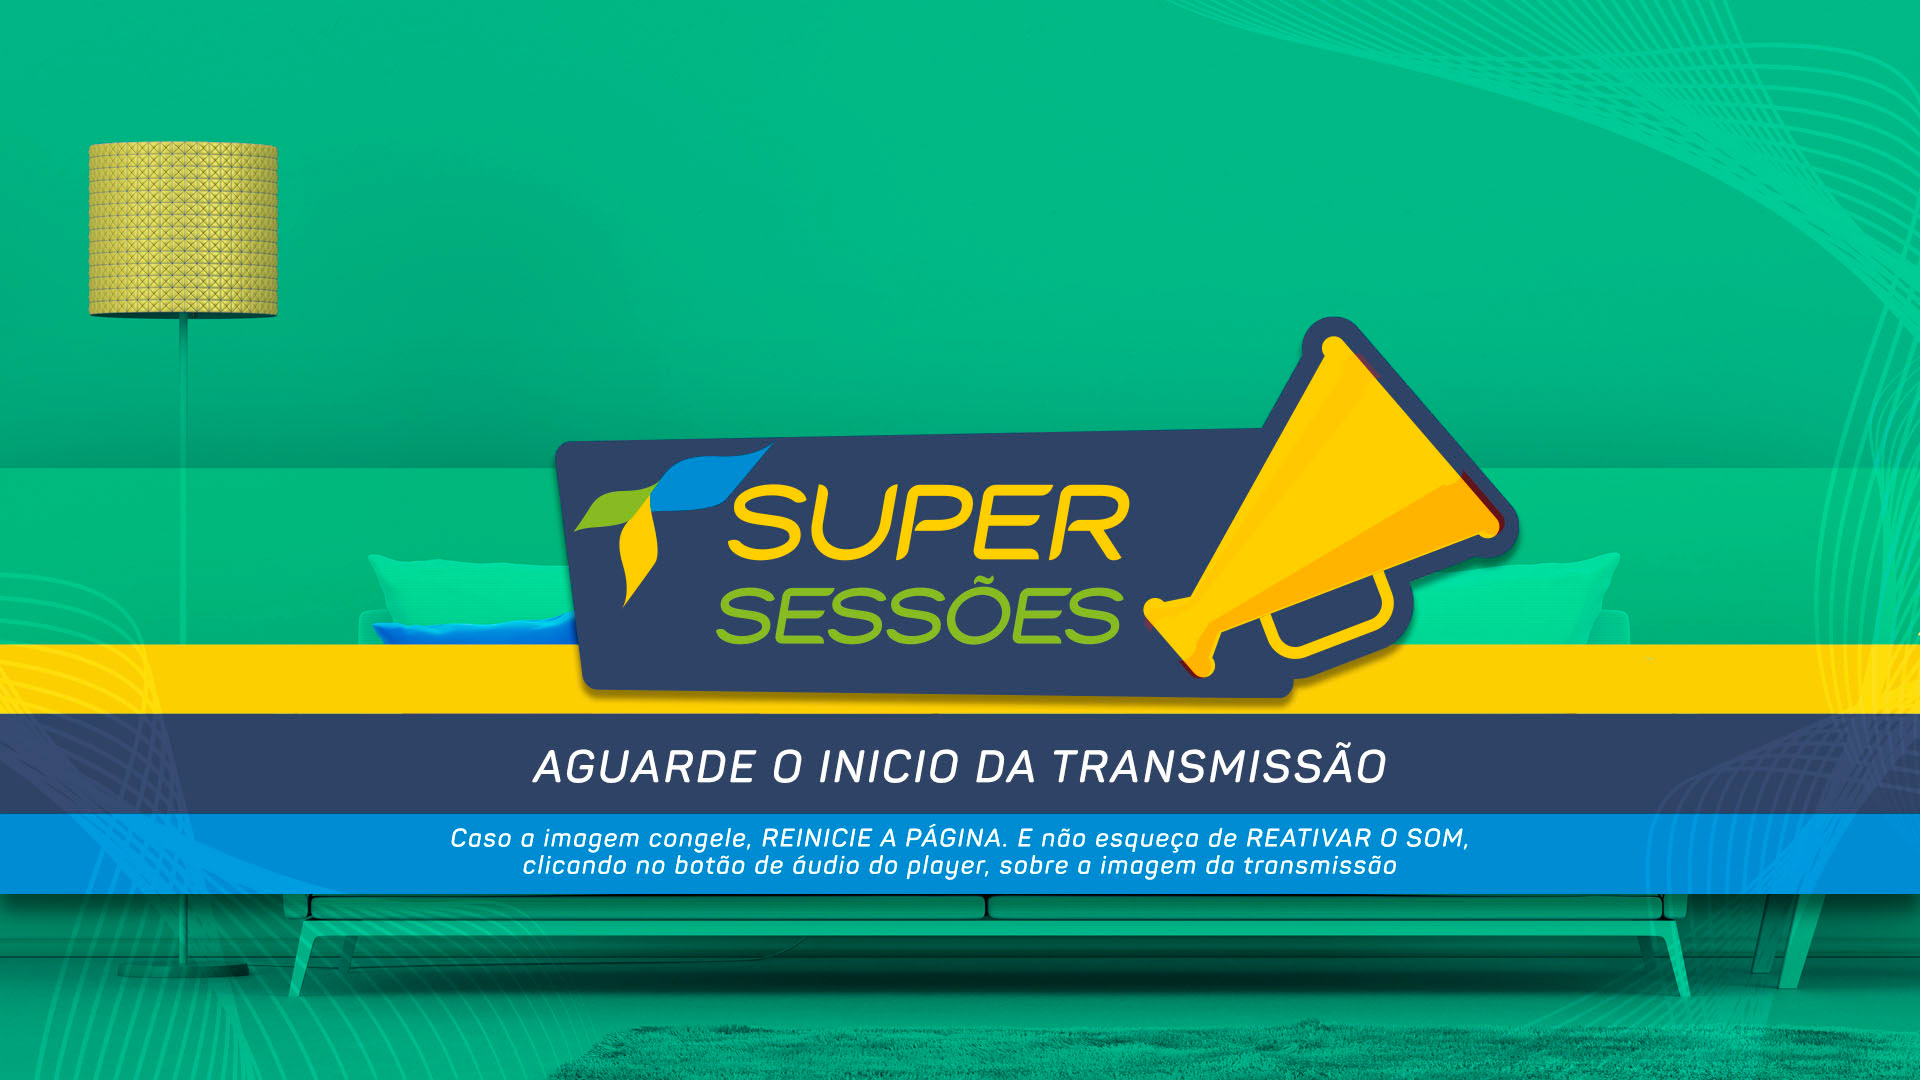 SUPER
SESSÕES
AGUARDE O INICIO DA TRANSMISSÃO
Caso a imagem congele, REINICIE A PÁGINA. E não esqueça de REATIVAR O SOM,
clicando no botão de áudio do player, sobre a imagem da transmissão